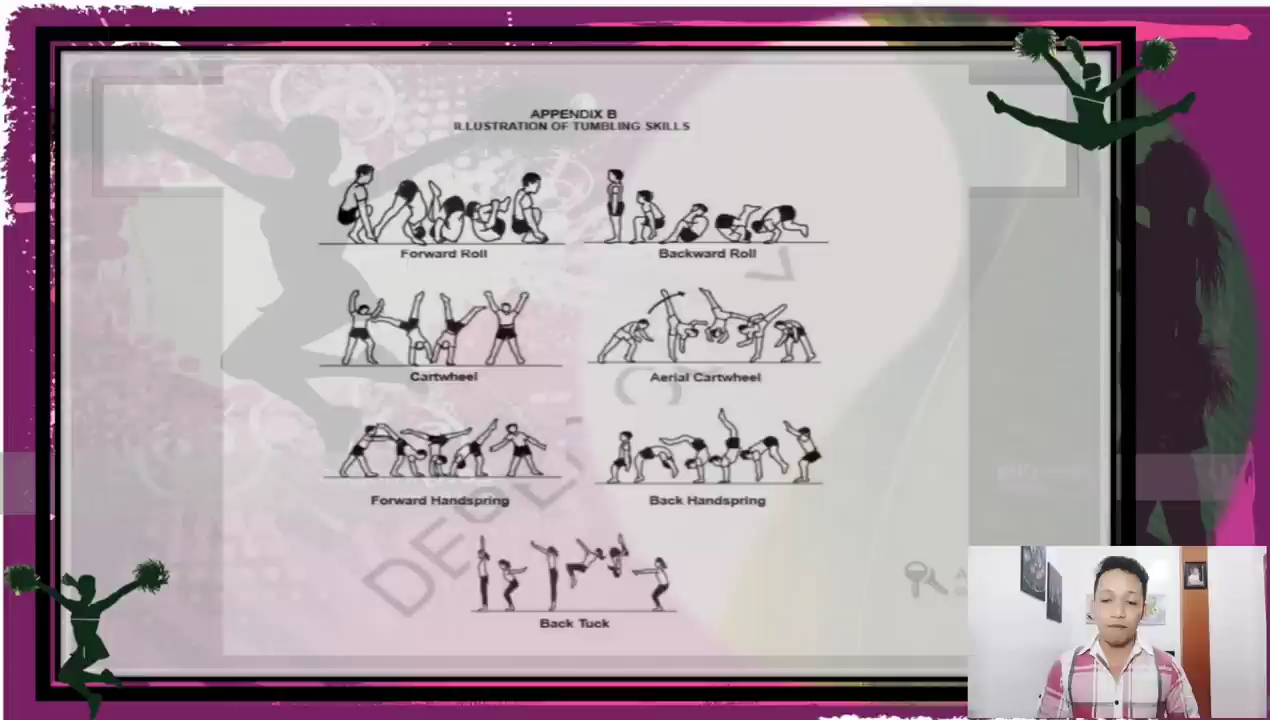 APPENDIX B
ILLUSTRATION OF TUMBLING SKILLS
Forward Roll
Backward Roll
Cartwheel
Aerial Cartwheel
Forward Handspring
Back Handspring
Back Tuck